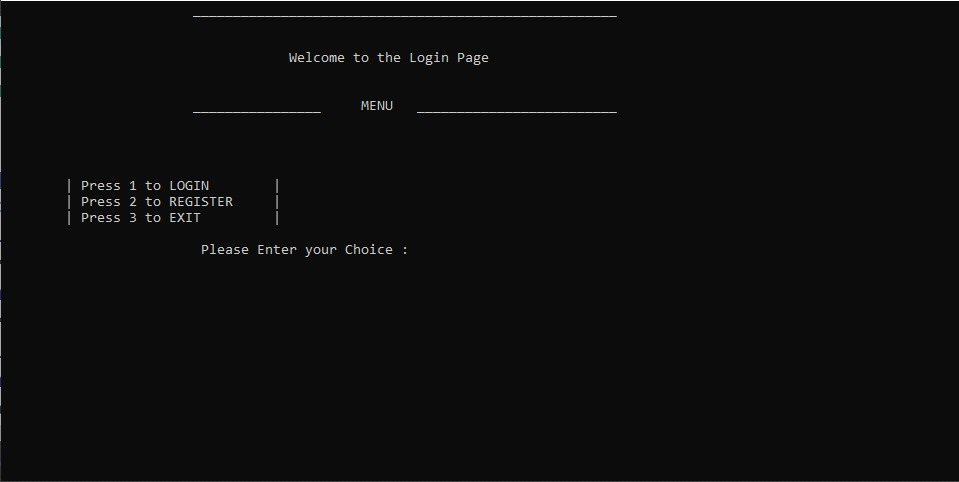 _____________________________________________________
Welcome to the Login Page
________________ MENU _________________________
| Press 1 to LOGIN |
| Press 2 to REGISTER |
| Press 3 to EXIT |
Please Enter your Choice :